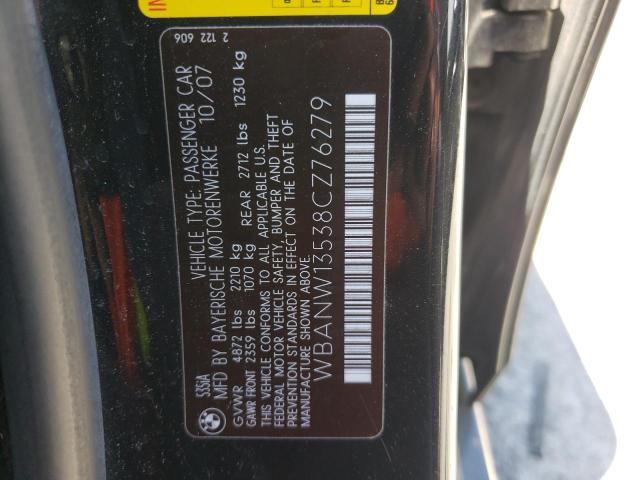 2 122 606
535iA VEHICLE TYPE: PASSENGER CAR
MFD BY BAYERISCHE MOTORENWERKE 10/07
GVWR 4872 lbs 2210 kg
GAWR FRONT 2359 lbs 1070 kg REAR 2712 lbs 1230 kg
THIS VEHICLE CONFORMS TO ALL APPLICABLE U.S.
FEDERAL MOTOR VEHICLE SAFETY, BUMPER AND THEFT
PREVENTION STANDARDS IN EFFECT ON THE DATE OF
MANUFACTURE SHOWN ABOVE.
WBANW13538CZ76279